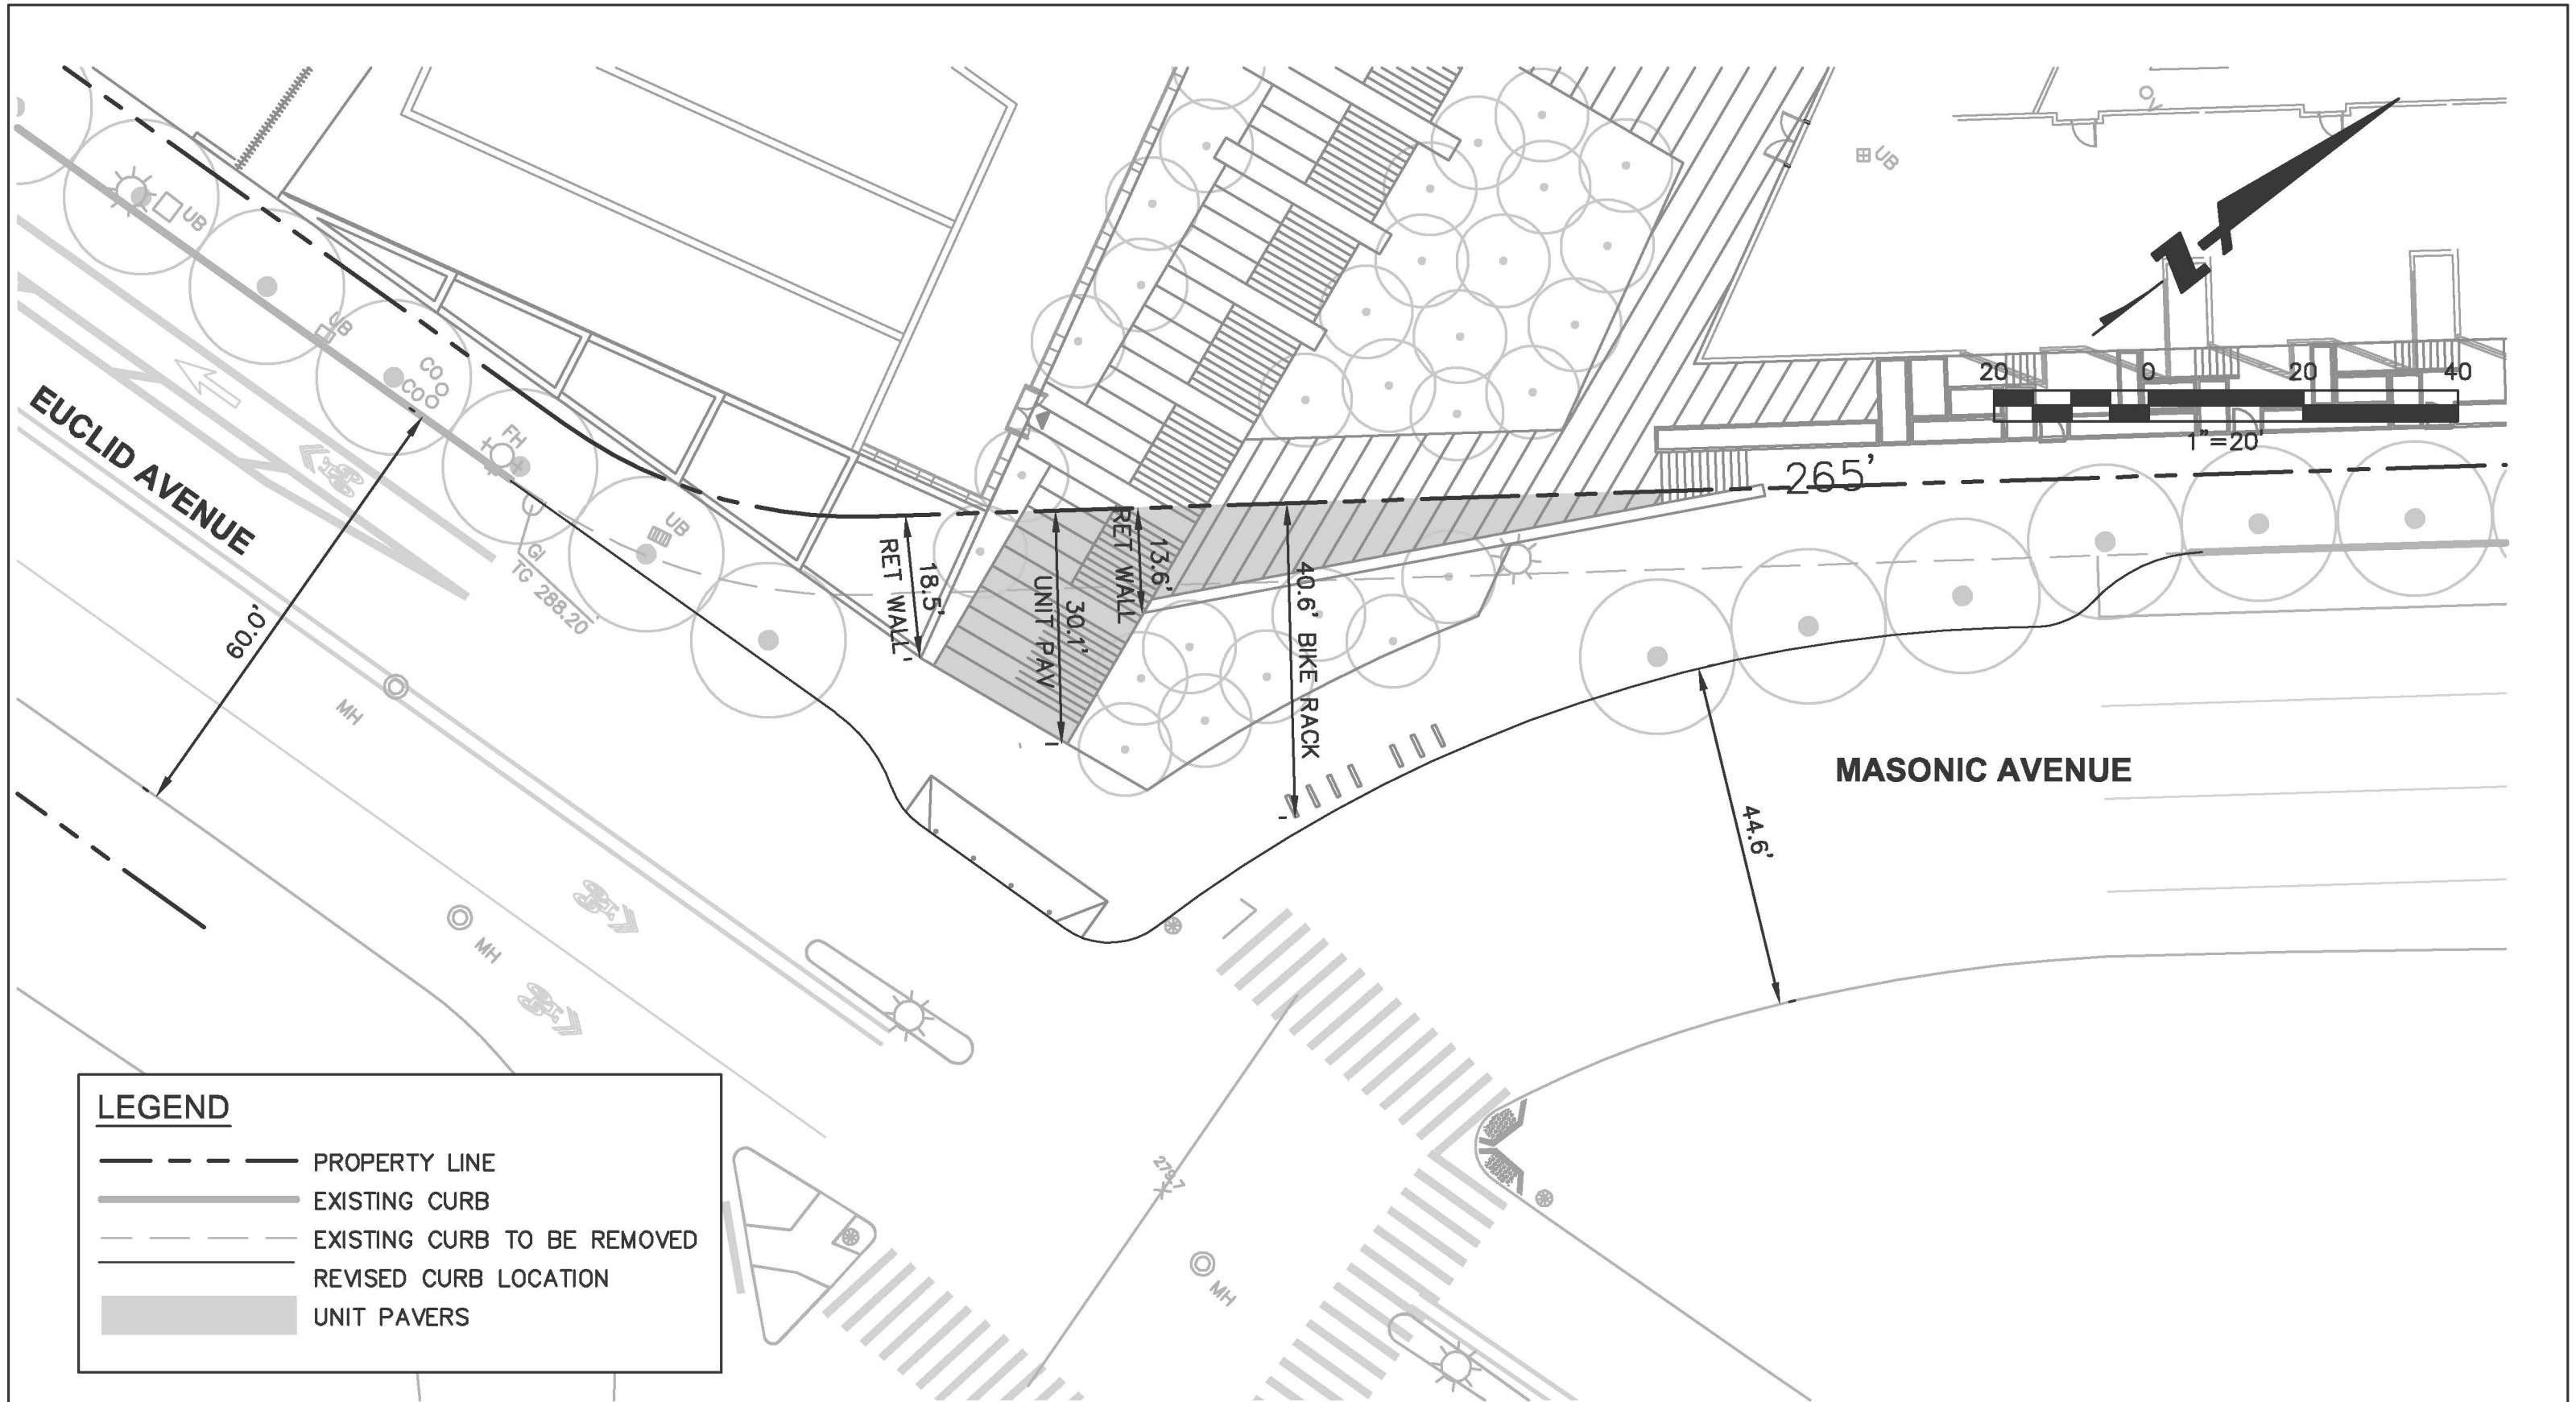 OV
UB
UB
20 0 20 40
1"=20'
UB
CO
CO
EUCLID AVENUE
FH
265'
UB
GI
TG 288.20'
18.5'
RET WALL
30.1'
UNIT PAV
13.6'
RET WALL
40.6' BIKE RACK
60.0'
MH
MASONIC AVENUE
44.6'
MH
279.7
MH
LEGEND
PROPERTY LINE
EXISTING CURB
EXISTING CURB TO BE REMOVED
REVISED CURB LOCATION
UNIT PAVERS